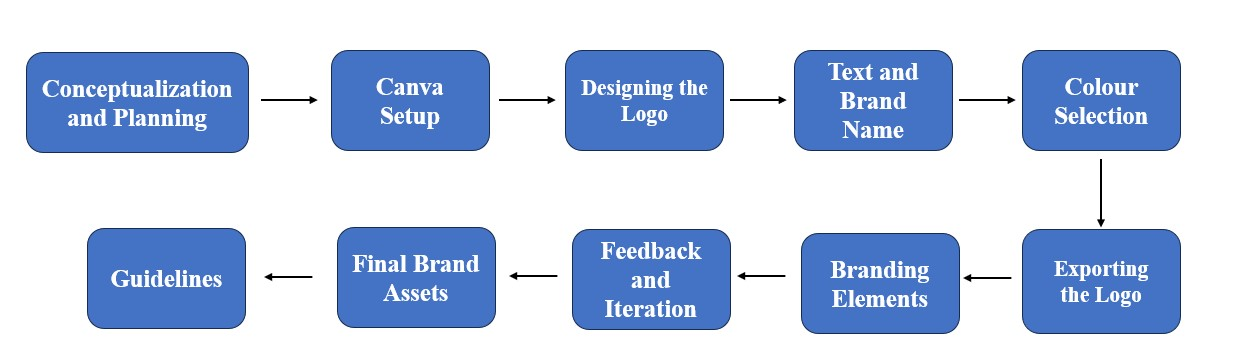 Conceptualization
and Planning
Canva
Setup
Designing the
Logo
Text and
Brand
Name
Colour
Selection
Exporting
the Logo
Branding
Elements
Feedback
and
Iteration
Final Brand
Assets
Guidelines